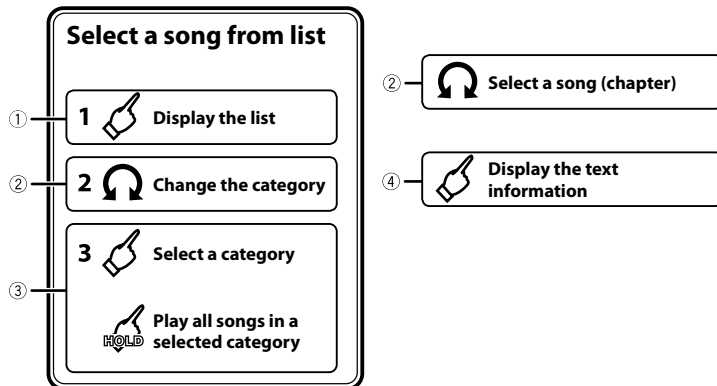 Select a song from list
① 1 Display the list
② 2 Change the category
③ 3 Select a category
HOLD Play all songs in a
selected category
② Select a song (chapter)
④ Display the text
information